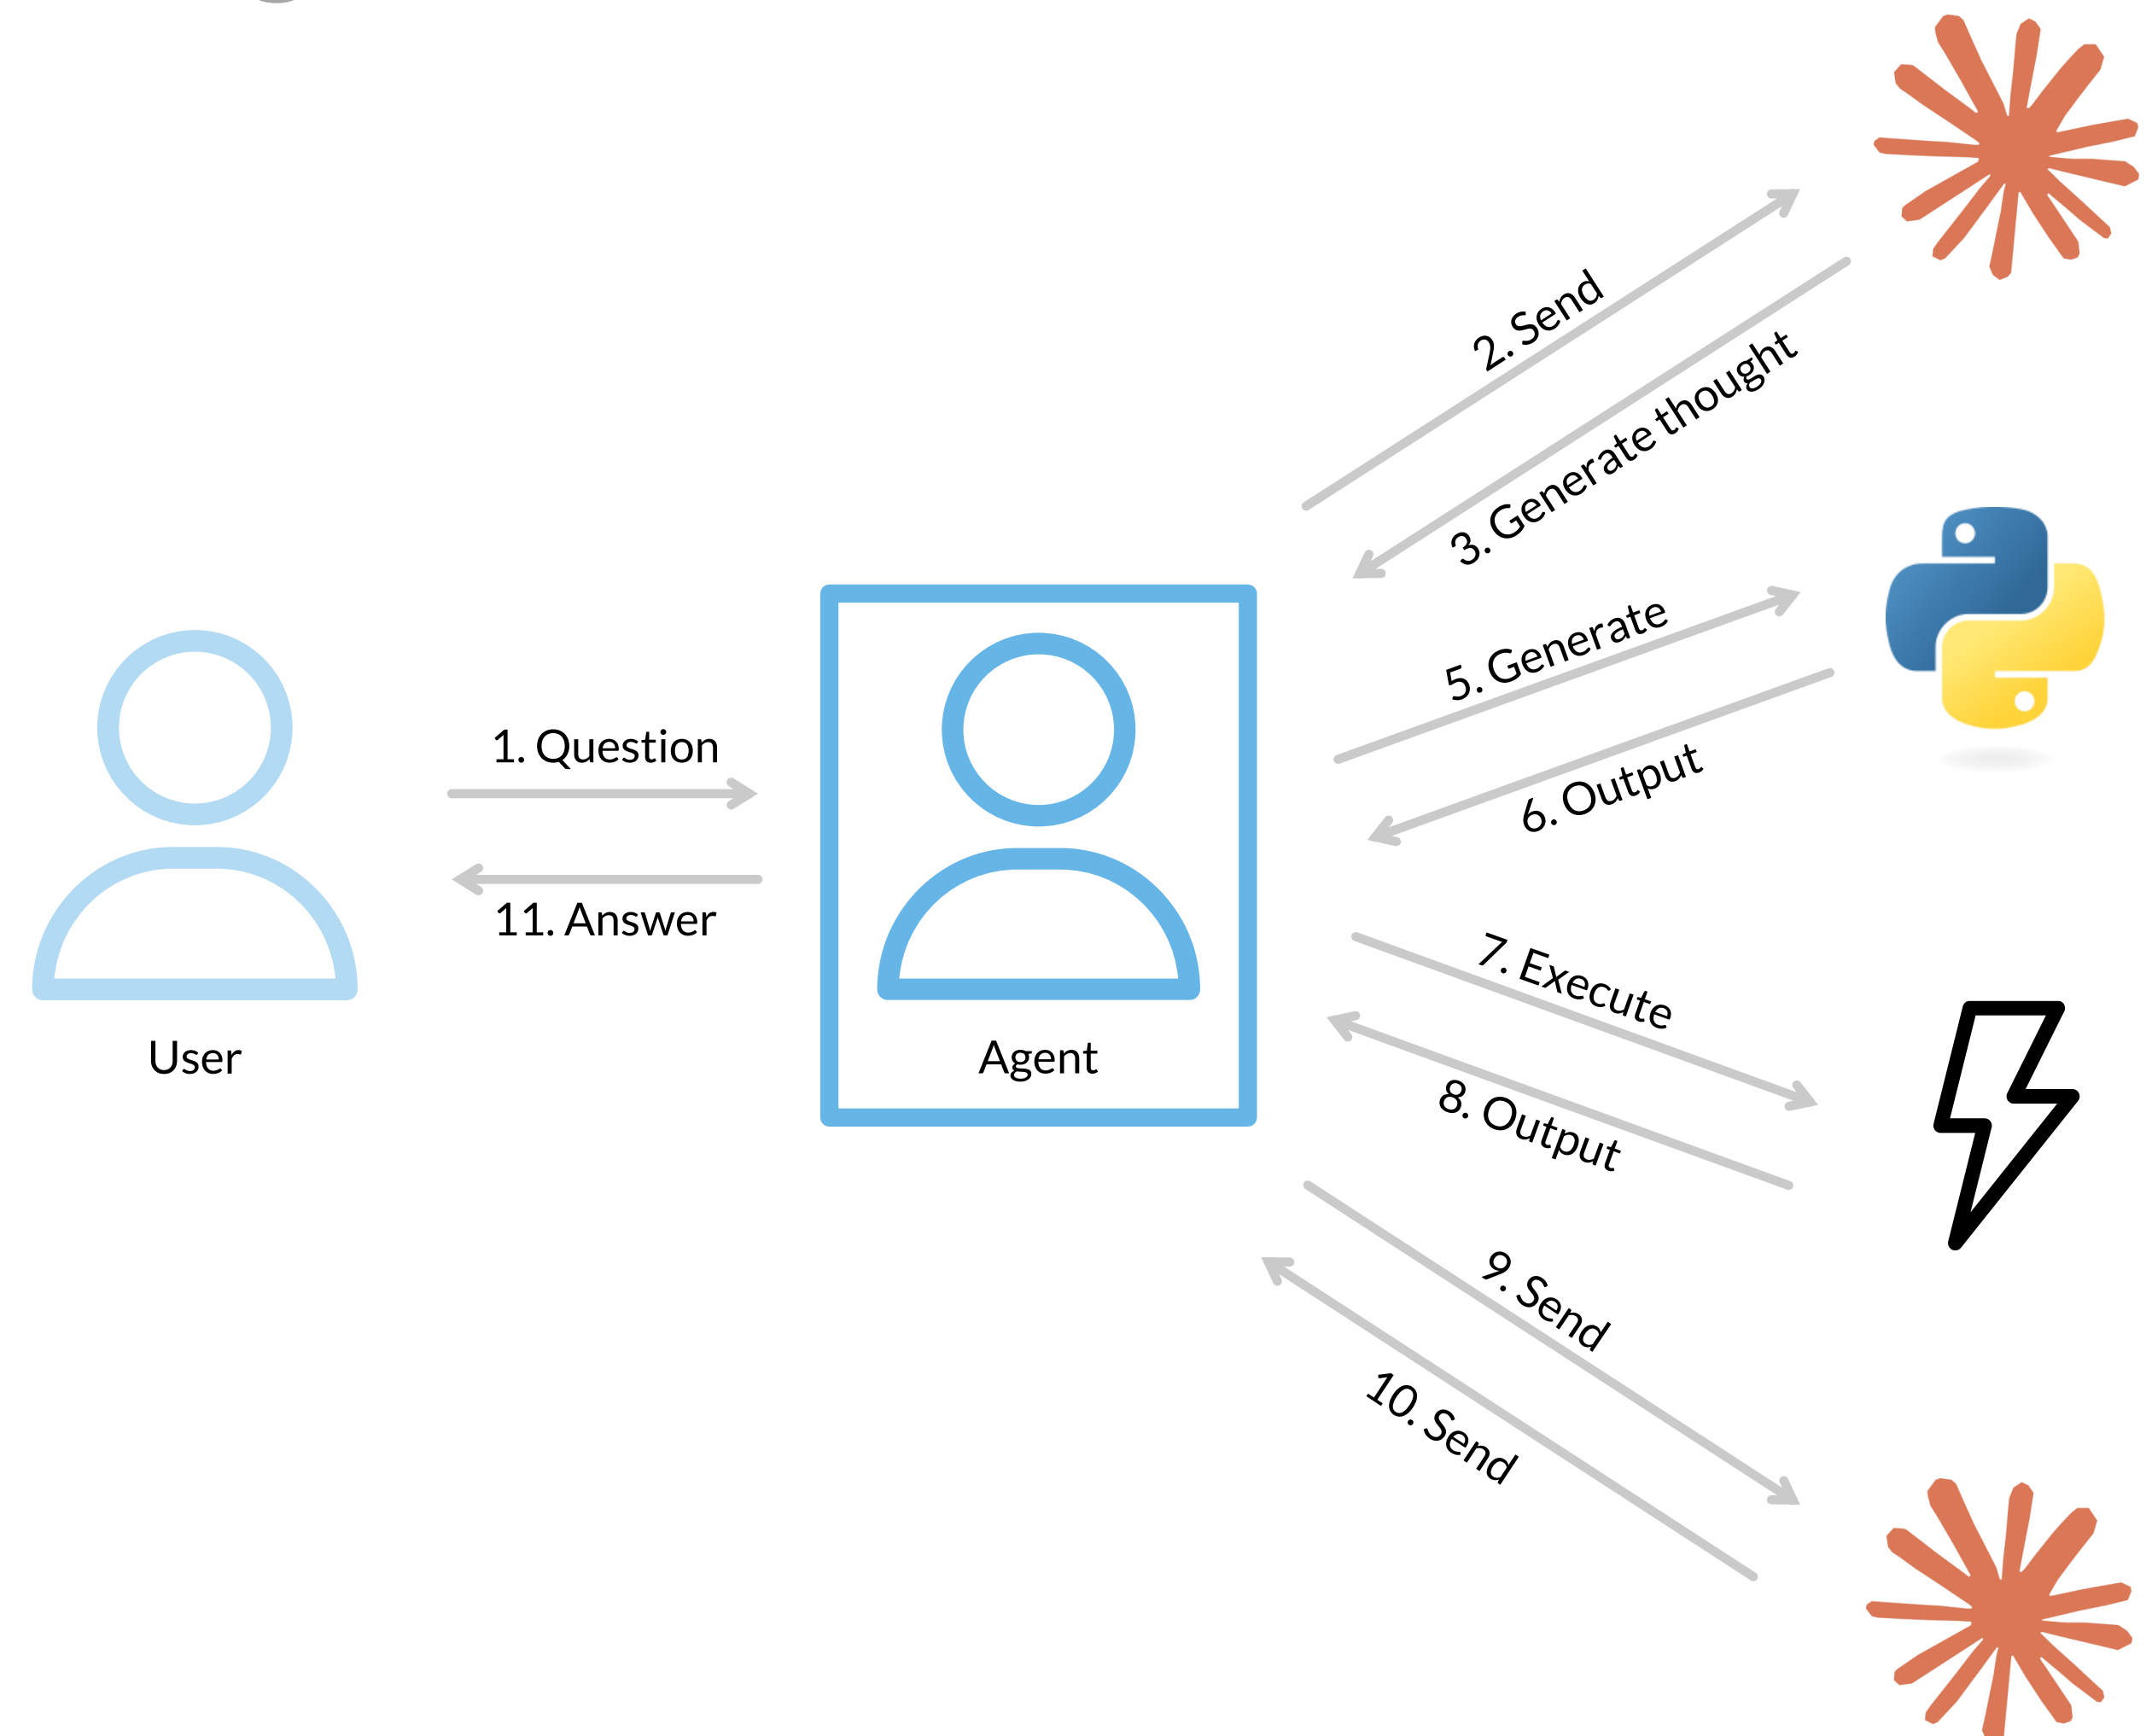 1. Question
11. Answer
User
Agent
2. Send
3. Generate thought
5. Generate
6. Output
7. Execute
8. Output
9. Send
10. Send